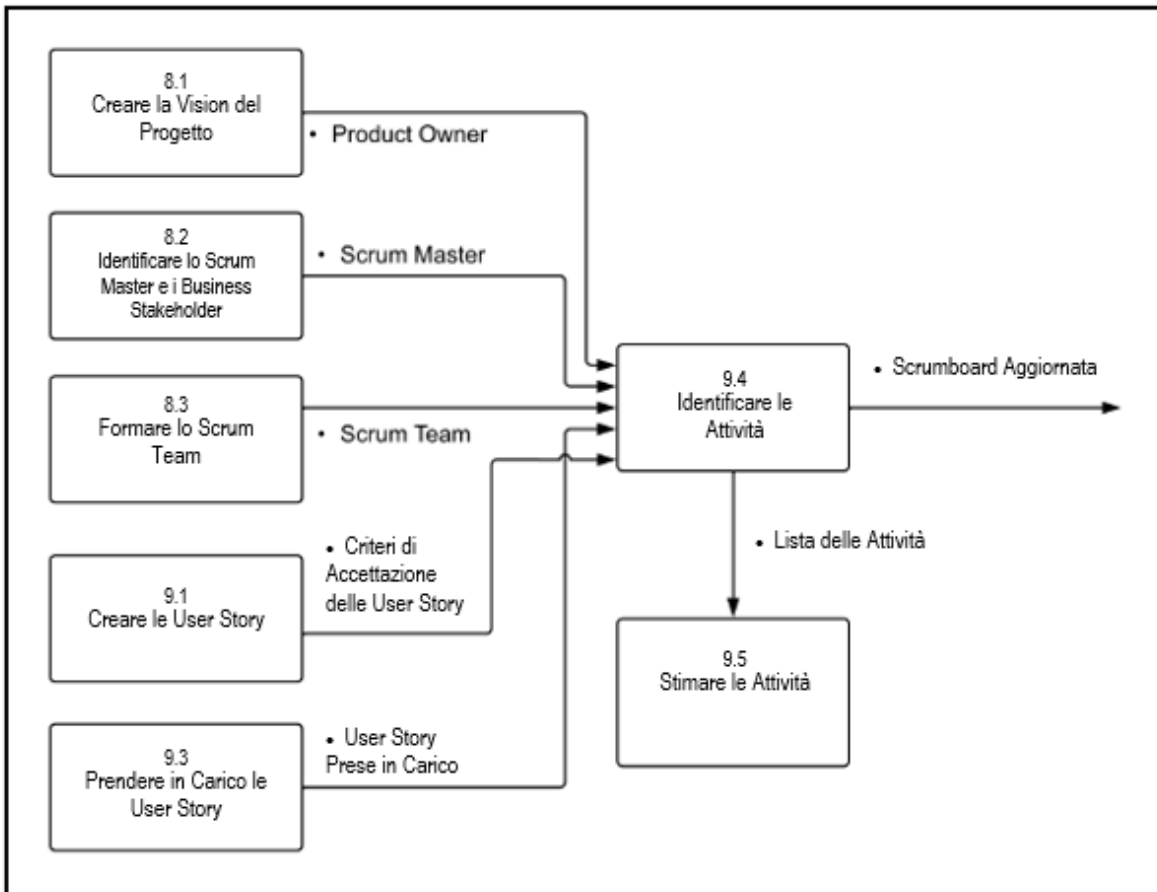 8.1
Creare la Vision del
Progetto
• Product Owner
8.2
Identificare lo Scrum
Master e i Business
Stakeholder
• Scrum Master
8.3
Formare lo Scrum
Team
• Scrum Team
9.1
Creare le User Story
• Criteri di
Accettazione
delle User Story
9.3
Prendere in Carico le
User Story
• User Story
Prese in Carico
9.4
Identificare le
Attività
• Scrumboard Aggiornata
• Lista delle Attività
9.5
Stimare le Attività